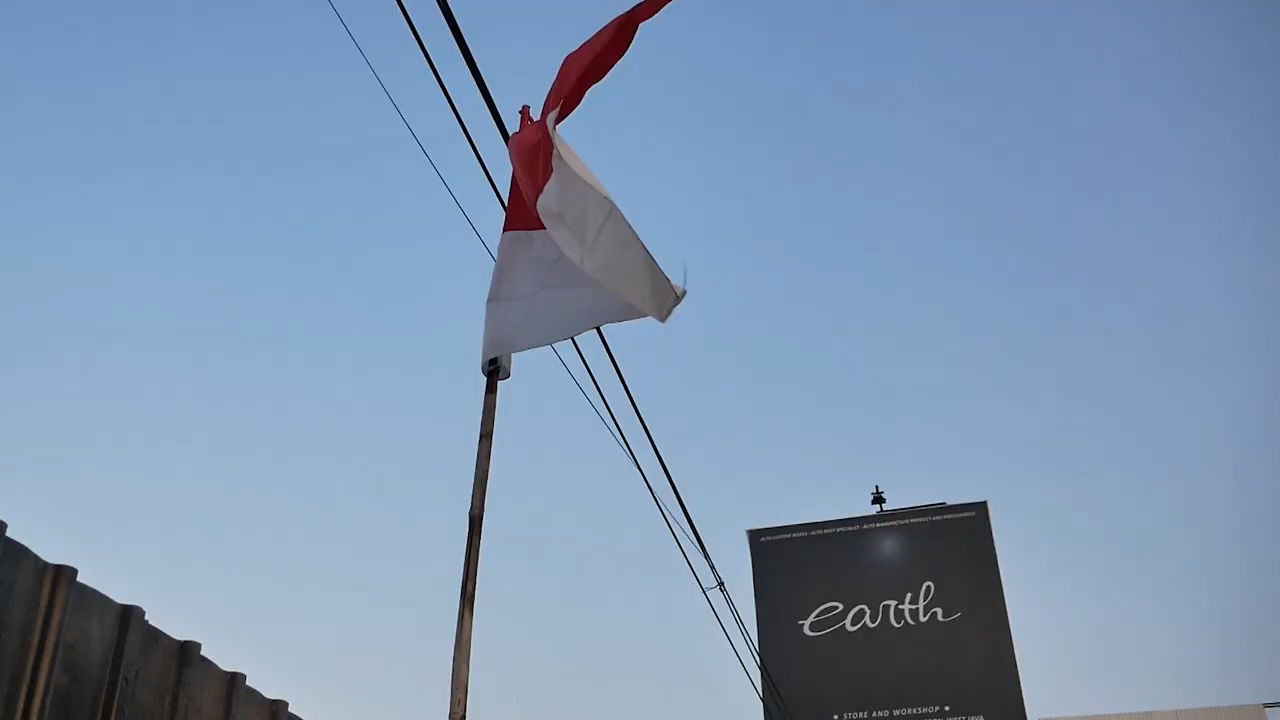 AUTO CUSTOM WORKS - AUTO BODY SPECIALIST - AUTO MANUFACTURE PRODUCT AND MERCHANDISE
earth
• STORE AND WORKSHOP •
WEST JAVA